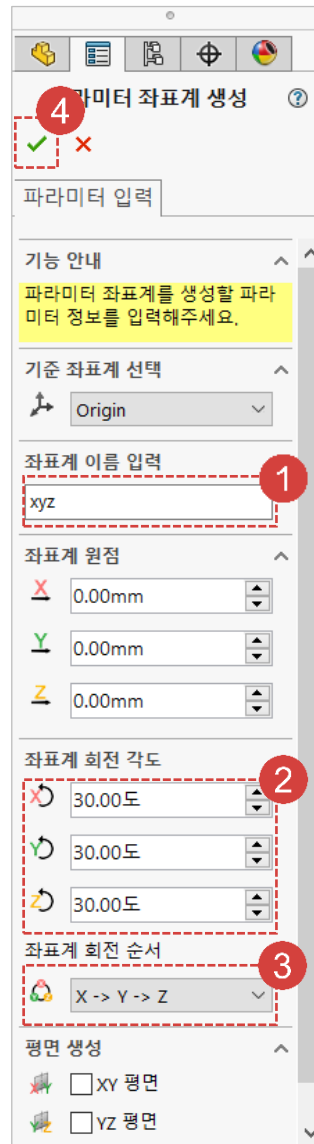 4
라미터 좌표계 생성
파라미터 입력
기능 안내
파라미터 좌표계를 생성할 파라
미터 정보를 입력해주세요.
기준 좌표계 선택
Origin
좌표계 이름 입력
1
xyz
좌표계 원점
X 0.00mm
Y 0.00mm
Z 0.00mm
좌표계 회전 각도
2
X 30.00도
Y 30.00도
Z 30.00도
좌표계 회전 순서
3
X -> Y -> Z
평면 생성
XY 평면
YZ 평면